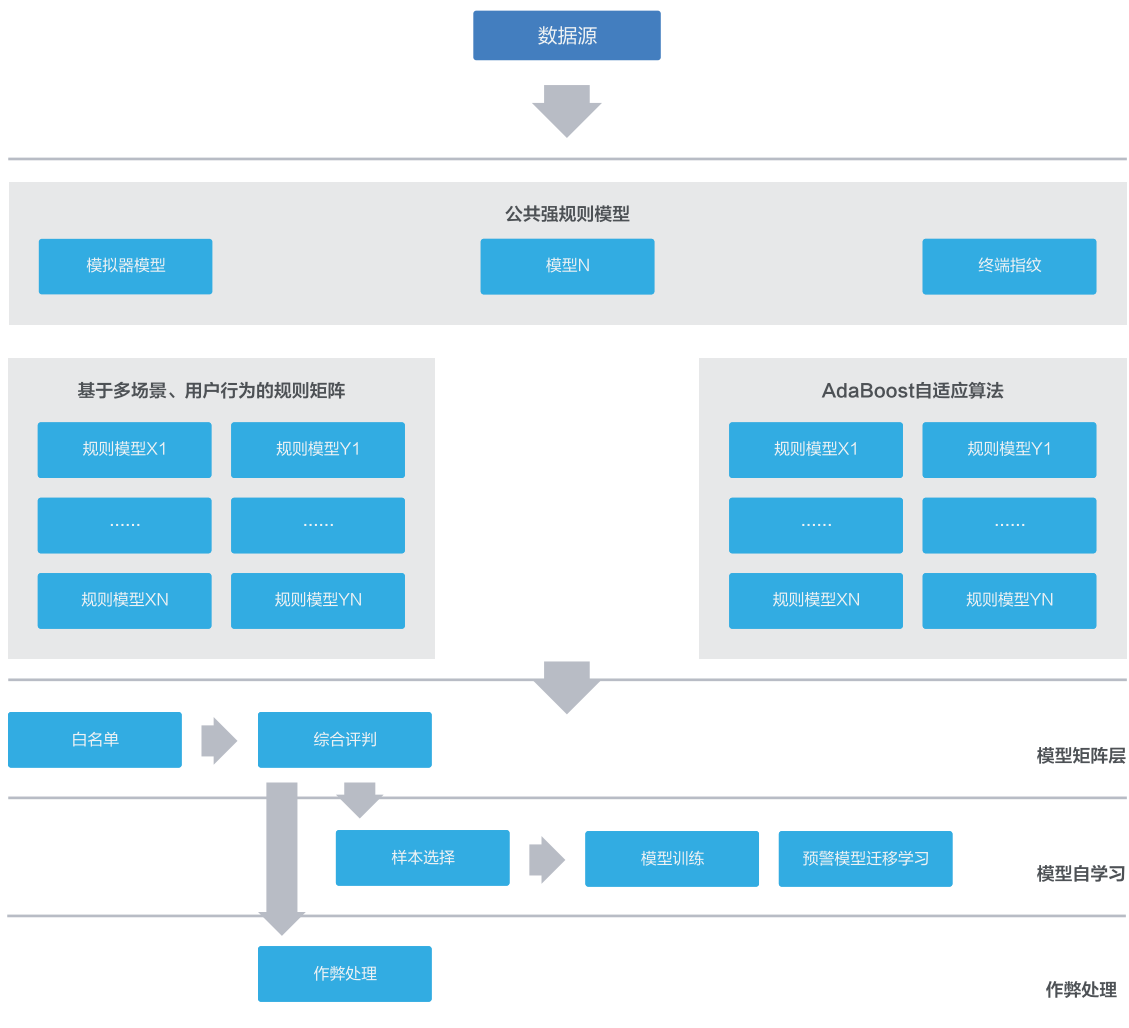 数据源
公共强规则模型
模拟器模型
模型N
终端指纹
基于多场景、用户行为的规则矩阵
规则模型X1
规则模型Y1
……
……
规则模型XN
规则模型YN
AdaBoost自适应算法
规则模型X1
规则模型Y1
……
……
规则模型XN
规则模型YN
白名单
综合评判
模型矩阵层
样本选择
模型训练
预警模型迁移学习
模型自学习
作弊处理
作弊处理